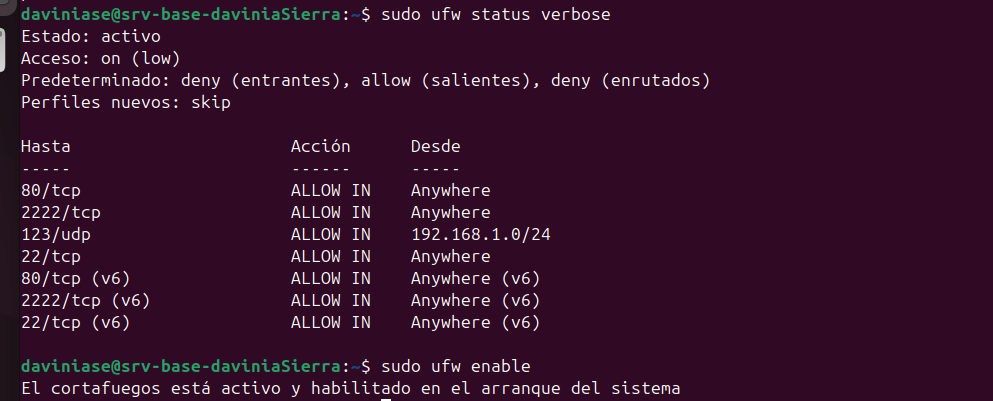 daviniase@srv-base-daviniaSierra:~$ sudo ufw status verbose
Estado: activo
Acceso: on (low)
Predeterminado: deny (entrantes), allow (salientes), deny (enrutados)
Perfiles nuevos: skip
Hasta                      Acción      Desde
-----                      ------      -----
80/tcp                     ALLOW IN    Anywhere
2222/tcp                   ALLOW IN    Anywhere
123/udp                    ALLOW IN    192.168.1.0/24
22/tcp                     ALLOW IN    Anywhere
80/tcp (v6)                ALLOW IN    Anywhere (v6)
2222/tcp (v6)              ALLOW IN    Anywhere (v6)
22/tcp (v6)                ALLOW IN    Anywhere (v6)
daviniase@srv-base-daviniaSierra:~$ sudo ufw enable
El cortafuegos está activo y habilitado en el arranque del sistema